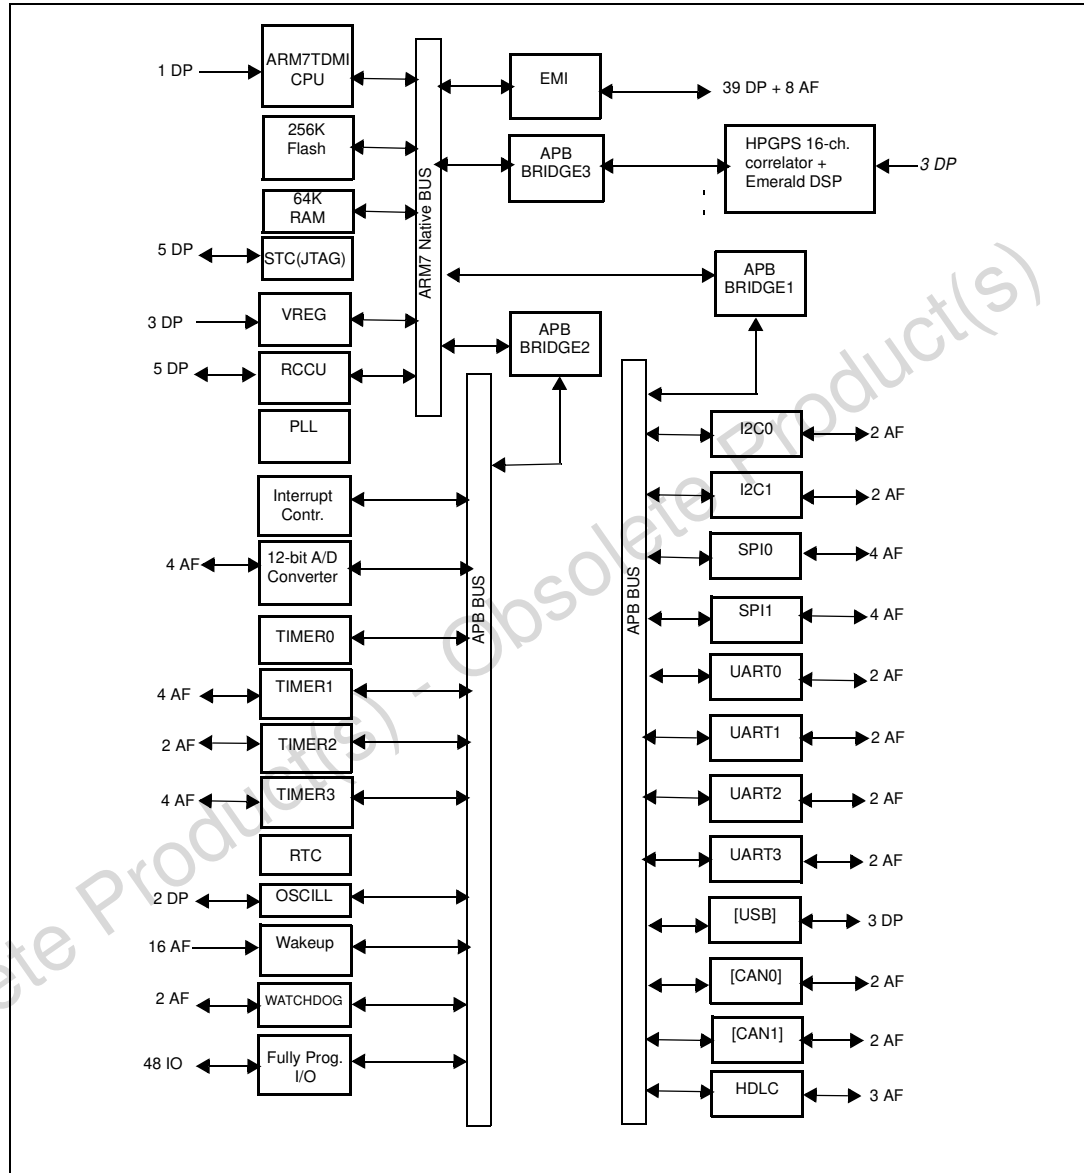 1 DP
ARM7TDMI
CPU
256K
Flash
64K
RAM
5 DP
STC(JTAG)
3 DP
VREG
5 DP
RCCU
PLL
Interrupt
Contr.
4 AF
12-bit A/D
Converter
TIMER0
4 AF
TIMER1
2 AF
TIMER2
4 AF
TIMER3
RTC
2 DP
OSCILL
16 AF
Wakeup
2 AF
WATCHDOG
48 IO
Fully Prog.
I/O
ARM7 Native BUS
APB BUS
EMI
39 DP + 8 AF
APB
BRIDGE3
HPGPS 16-ch.
correlator +
Emerald DSP
3 DP
APB
BRIDGE1
APB
BRIDGE2
APB BUS
I2C0
2 AF
I2C1
2 AF
SPI0
4 AF
SPI1
4 AF
UART0
2 AF
UART1
2 AF
UART2
2 AF
UART3
2 AF
[USB]
3 DP
[CAN0]
2 AF
[CAN1]
2 AF
HDLC
3 AF
ete Product(s) - Obsolete Product(s)